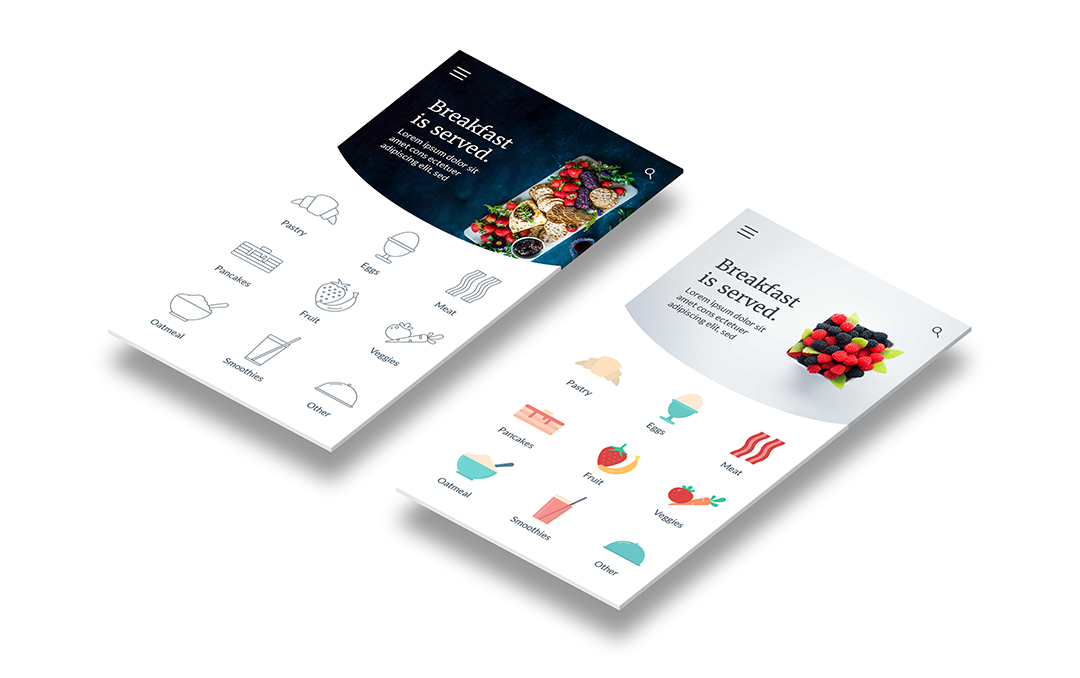 Breakfast
is served.
Lorem ipsum dolor sit
amet cons ectetuer
adipiscing elit, sed
Pastry
Eggs
Meat
Pancakes
Fruit
Veggies
Oatmeal
Smoothies
Other
Breakfast
is served.
Lorem ipsum dolor sit
amet cons ectetuer
adipiscing elit, sed
Pastry
Eggs
Meat
Pancakes
Fruit
Veggies
Oatmeal
Smoothies
Other